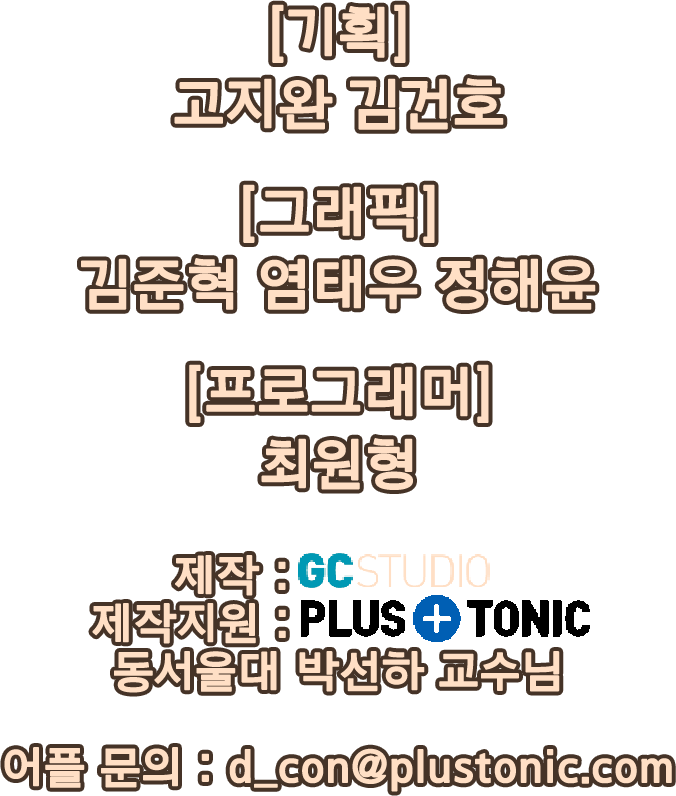 [기획]
고지완 김건호
[그래픽]
김준혁 염태우 정해윤
[프로그래머]
최원형
제작 : GCSTUDIO
제작지원 : PLUS+TONIC
동서울대 박선하 교수님
어플 문의 : d_con@plustonic.com